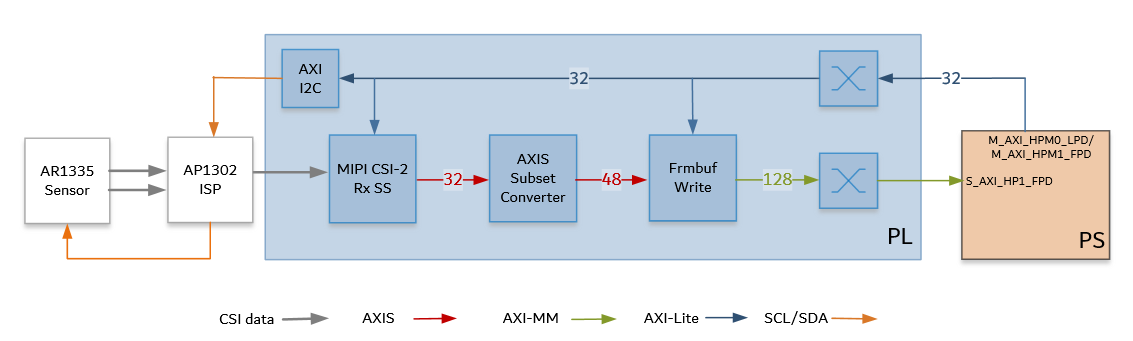 AXI
I2C
32
32
AR1335
Sensor
AP1302
ISP
MIPI CSI-2
Rx SS
32
AXIS
Subset
Converter
48
Frmbuf
Write
128
M_AXI_HPM0_LPD/
M_AXI_HPM1_FPD
S_AXI_HP1_FPD
PL
PS
CSI data
AXIS
AXI-MM
AXI-Lite
SCL/SDA